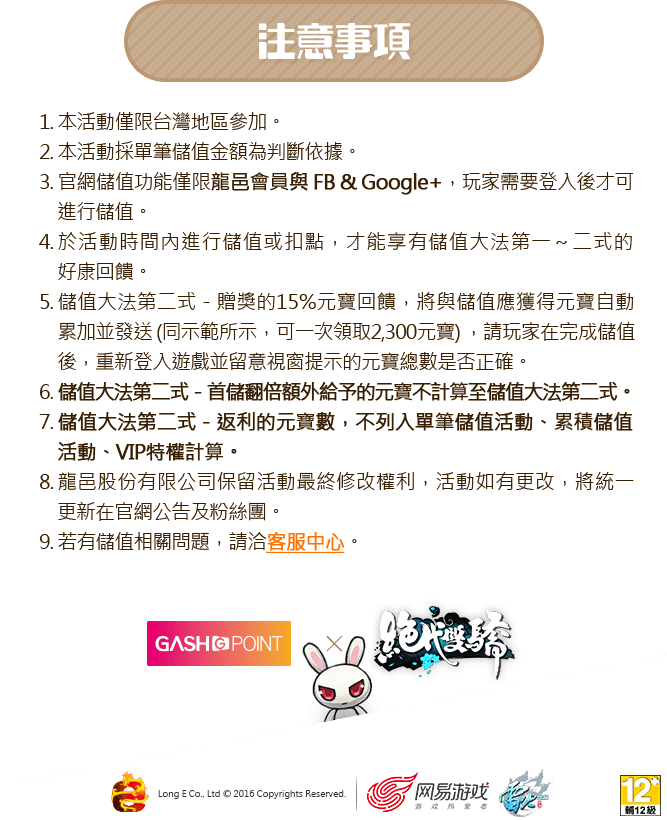 注意事項
1. 本活動僅限台灣地區參加。
2. 本活動採單筆儲值金額為判斷依據。
3. 官網儲值功能僅限龍邑會員與 FB & Google+，玩家需要登入後才可
進行儲值。
4. 於活動時間內進行儲值或扣點，才能享有儲值大法第一 ~ 二式的
好康回饋。
5. 儲值大法第二式 - 贈獎的15%元寶回饋，將與儲值應獲得元寶自動
累加並發送 (同示範所示，可一次領取2,300元寶) ，請玩家在完成儲值
後，重新登入遊戲並留意視窗提示的元寶總數是否正確。
6. 儲值大法第二式 - 首儲翻倍額外給予的元寶不計算至儲值大法第二式。
7. 儲值大法第二式 - 返利的元寶數，不列入單筆儲值活動、累積儲值
活動、VIP特權計算。
8. 龍邑股份有限公司保留活動最終修改權利，活動如有更改，將統一
更新在官網公告及粉絲團。
9. 若有儲值相關問題，請洽客服中心。
GASH POINT × 絕代雙驕
Long E Co., Ltd © 2016 Copyrights Reserved.
网易游戏
游戏热爱者
12+
輔12級